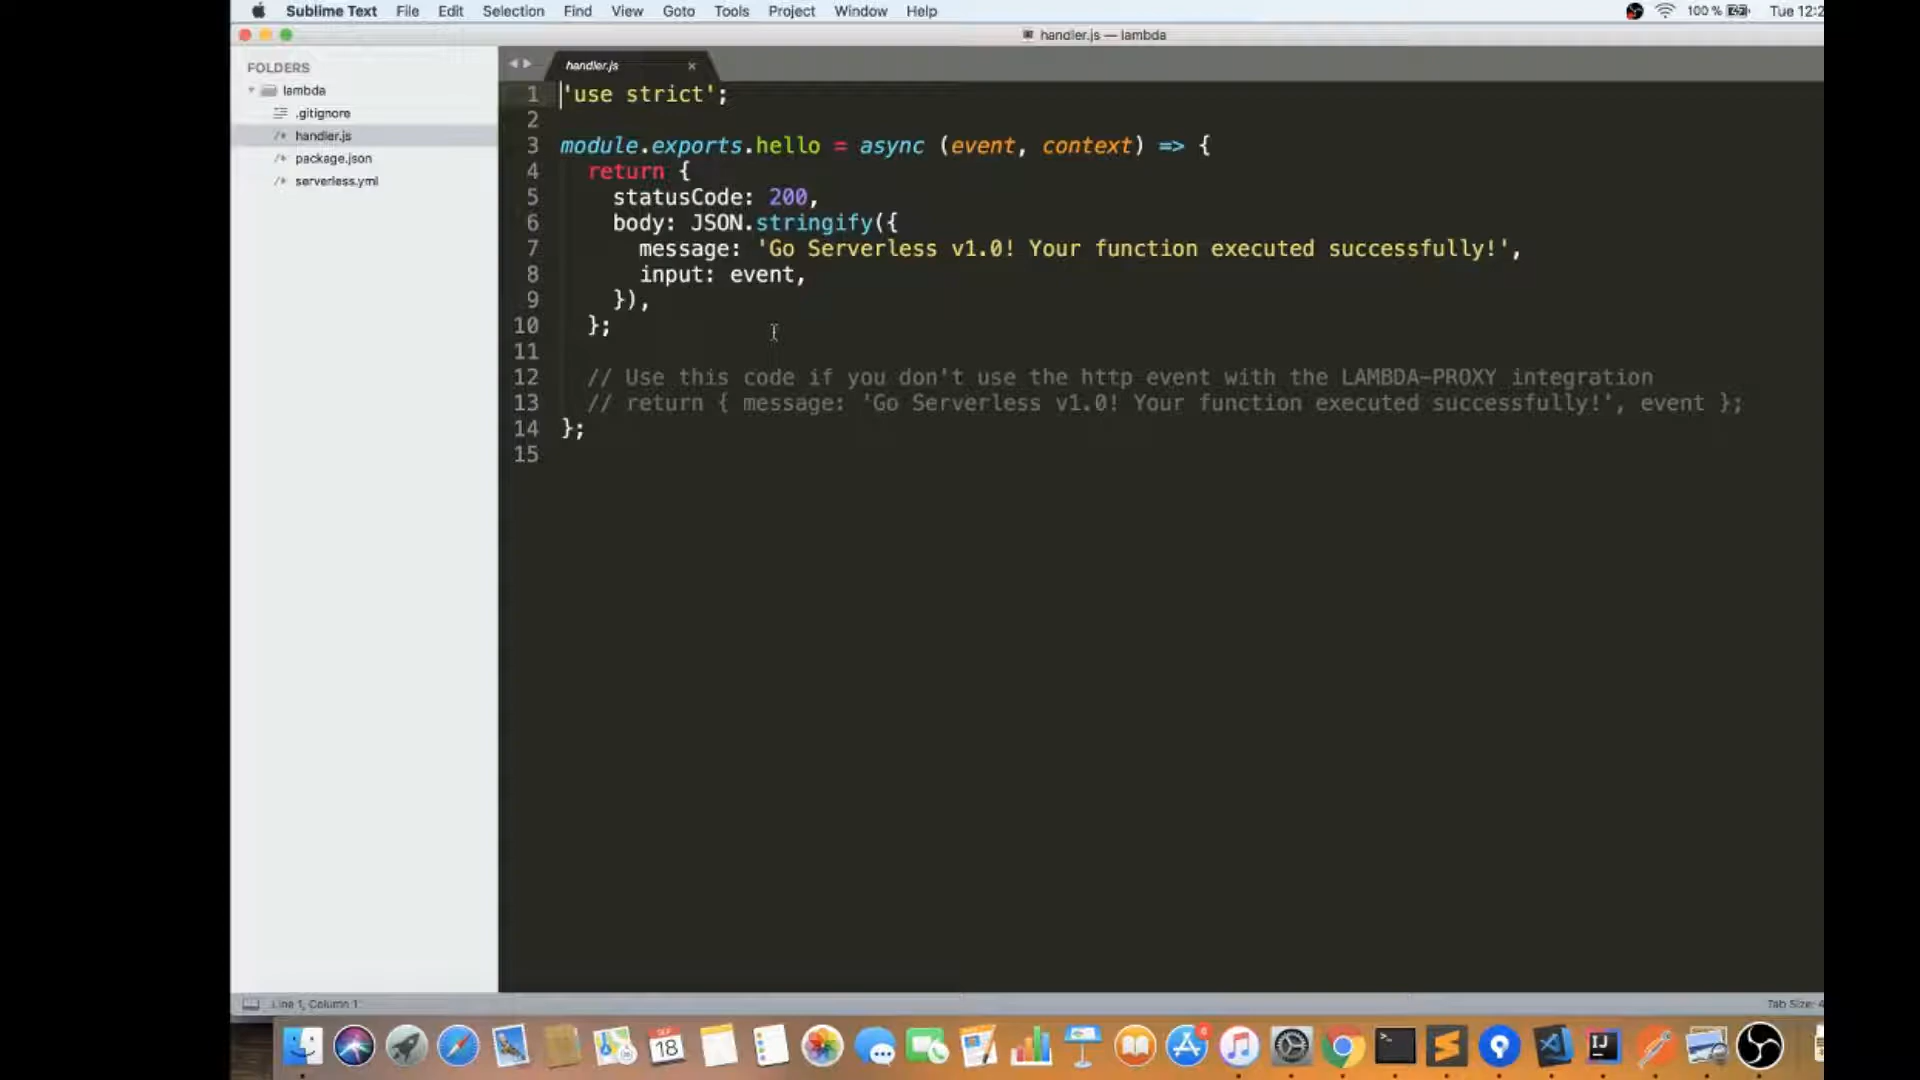 Sublime Text File Edit Selection Find View Goto Tools Project Window Help 100 % Tue 12:2
handler.js — lambda
FOLDERS
lambda
.gitignore
handler.js
package.json
serverless.yml
handler.js ×
1 'use strict';
2
3 module.exports.hello = async (event, context) => {
4 return {
5 statusCode: 200,
6 body: JSON.stringify({
7 message: 'Go Serverless v1.0! Your function executed successfully!',
8 input: event,
9 }),
10 };
11
12 // Use this code if you don't use the http event with the LAMBDA-PROXY integration
13 // return { message: 'Go Serverless v1.0! Your function executed successfully!', event };
14 };
15
Line 1, Column 1 Tab Size: 4
SEP
18
IJ